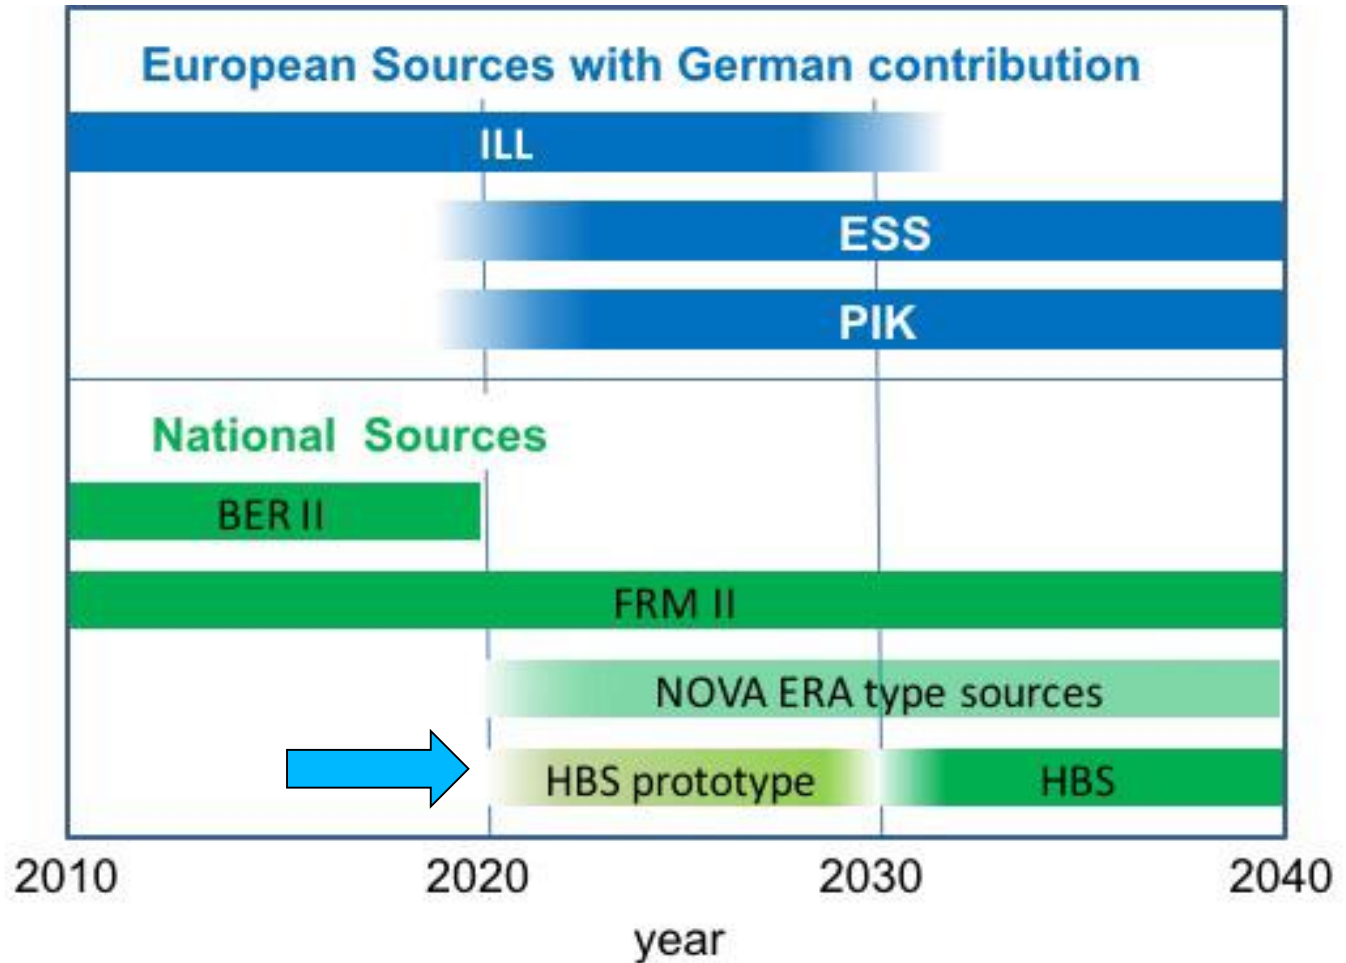 European Sources with German contribution
ILL
ESS
PIK
National Sources
BER II
FRM II
NOVA ERA type sources
HBS prototype HBS
2010 2020 2030 2040
year